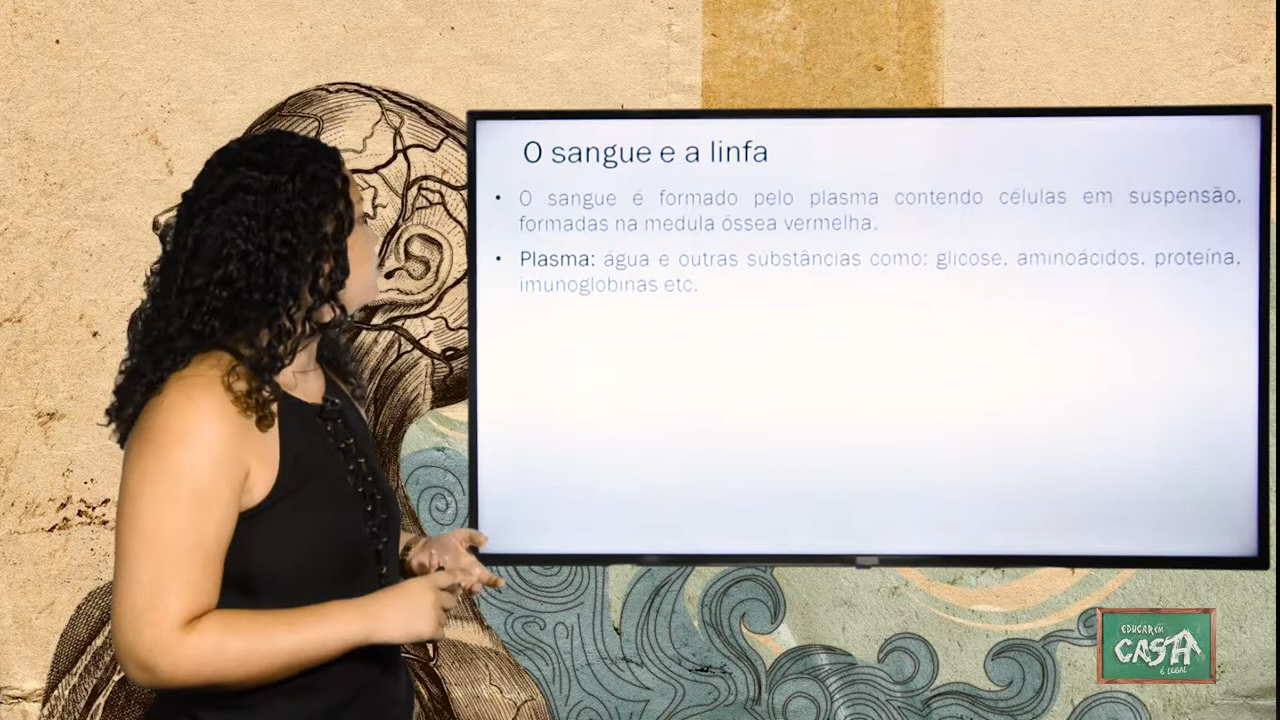 O sangue e a linfa
• O sangue é formado pelo plasma contendo células em suspensão,
formadas na medula óssea vermelha.
• Plasma: água e outras substâncias como: glicose, aminoácidos, proteína,
imunoglobinas etc.
EDUCAR EM
CASA
É LEGAL